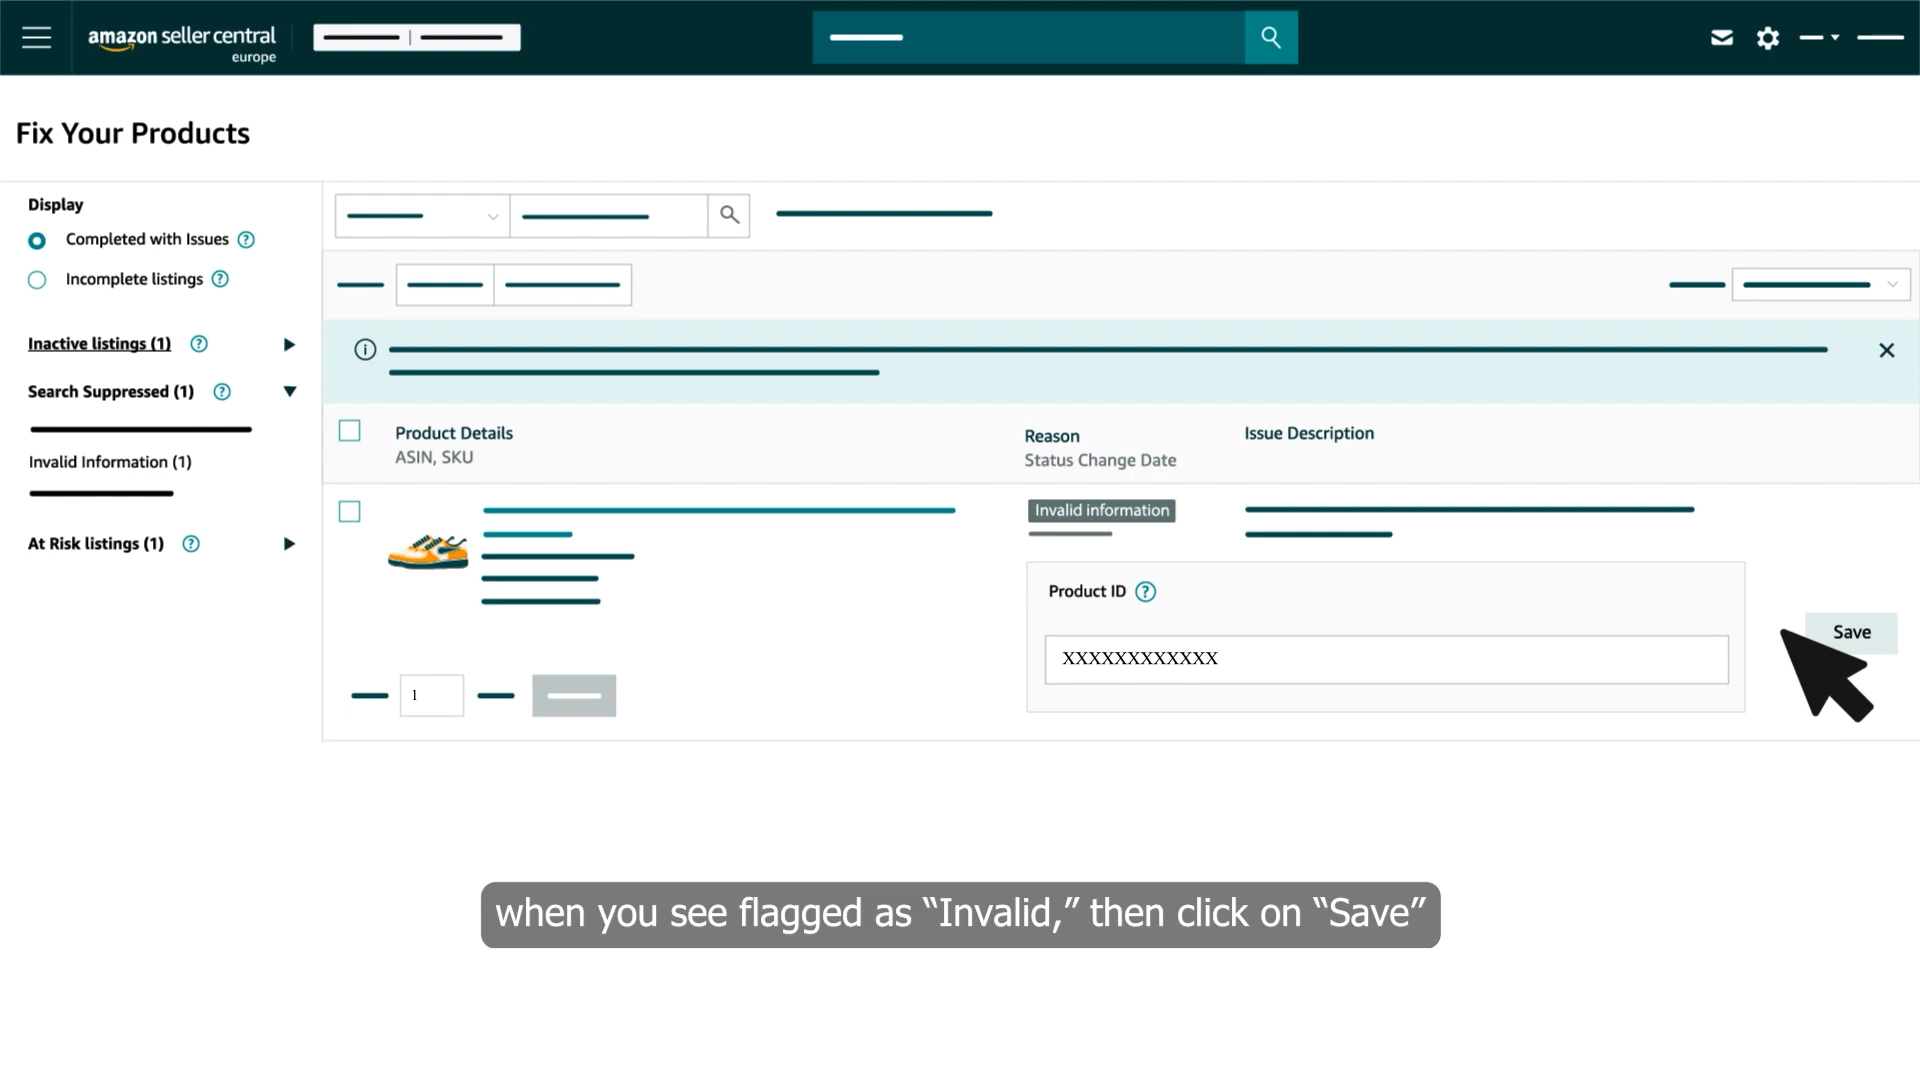 amazon seller central
europe
Fix Your Products
Display
Completed with Issues ?
Incomplete listings ?
Inactive listings (1) ?
Search Suppressed (1) ?
Invalid Information (1)
At Risk listings (1) ?
Product Details
ASIN, SKU
Reason
Status Change Date
Issue Description
Invalid information
Product ID ?
XXXXXXXXXXXX
Save
1
when you see flagged as “Invalid,” then click on “Save”